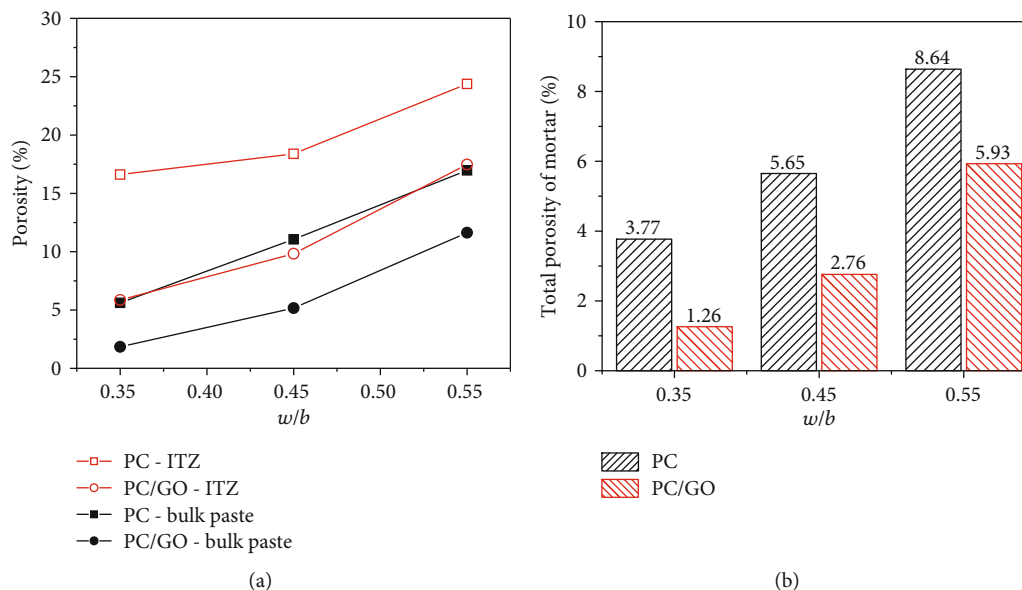 30
25
20
15
10
5
0
Porosity (%)
0.35
0.40
0.45
0.50
0.55
w/b
PC - ITZ
PC/GO - ITZ
PC - bulk paste
PC/GO - bulk paste
(a)
10
8
6
4
2
0
Total porosity of mortar (%)
3.77
1.26
5.65
2.76
8.64
5.93
0.35
0.45
0.55
w/b
PC
PC/GO
(b)